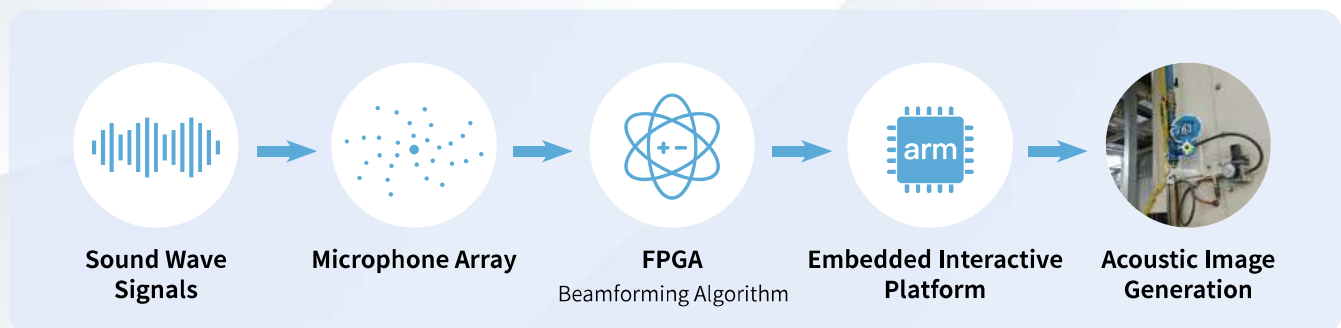 arm
Sound Wave
Signals
Microphone Array
FPGA
Beamforming Algorithm
Embedded Interactive
Platform
Acoustic Image
Generation